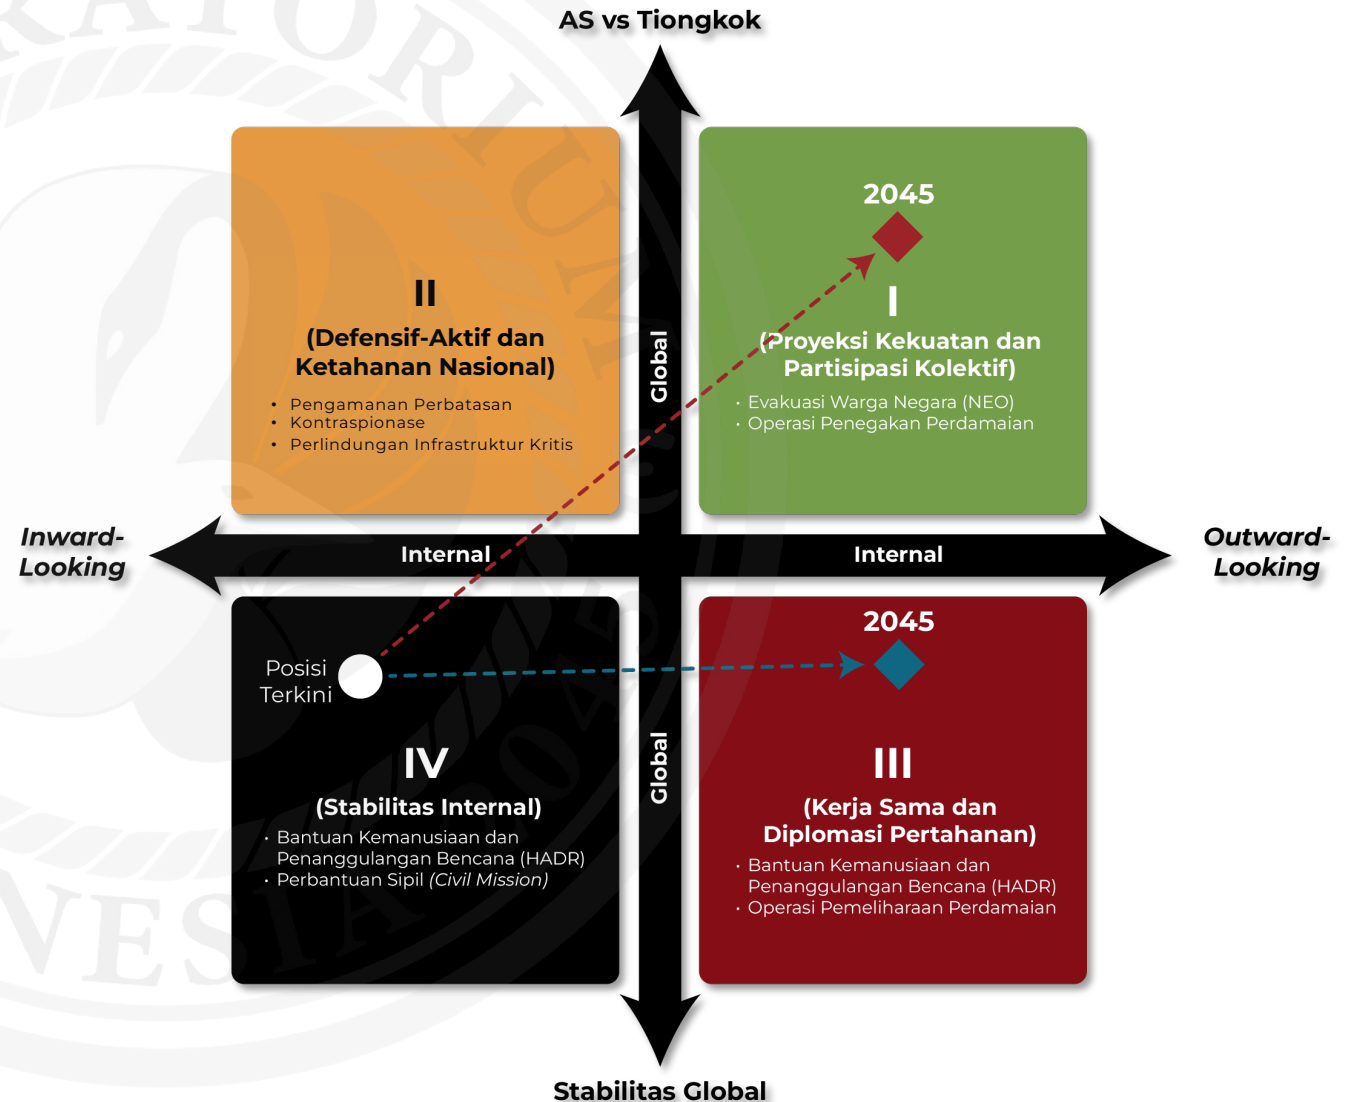 AS vs Tiongkok
II
(Defensif-Aktif dan
Ketahanan Nasional)
• Pengamanan Perbatasan
• Kontraspionase
• Perlindungan Infrastruktur Kritis
Global
2045
I
(Proyeksi Kekuatan dan
Partisipasi Kolektif)
• Evakuasi Warga Negara (NEO)
• Operasi Penegakan Perdamaian
Inward-
Looking
Internal
Internal
Outward-
Looking
Posisi
Terkini
IV
(Stabilitas Internal)
• Bantuan Kemanusiaan dan
Penanggulangan Bencana (HADR)
• Perbantuan Sipil (Civil Mission)
Global
2045
III
(Kerja Sama dan
Diplomasi Pertahanan)
• Bantuan Kemanusiaan dan
Penanggulangan Bencana (HADR)
• Operasi Pemeliharaan Perdamaian
Stabilitas Global